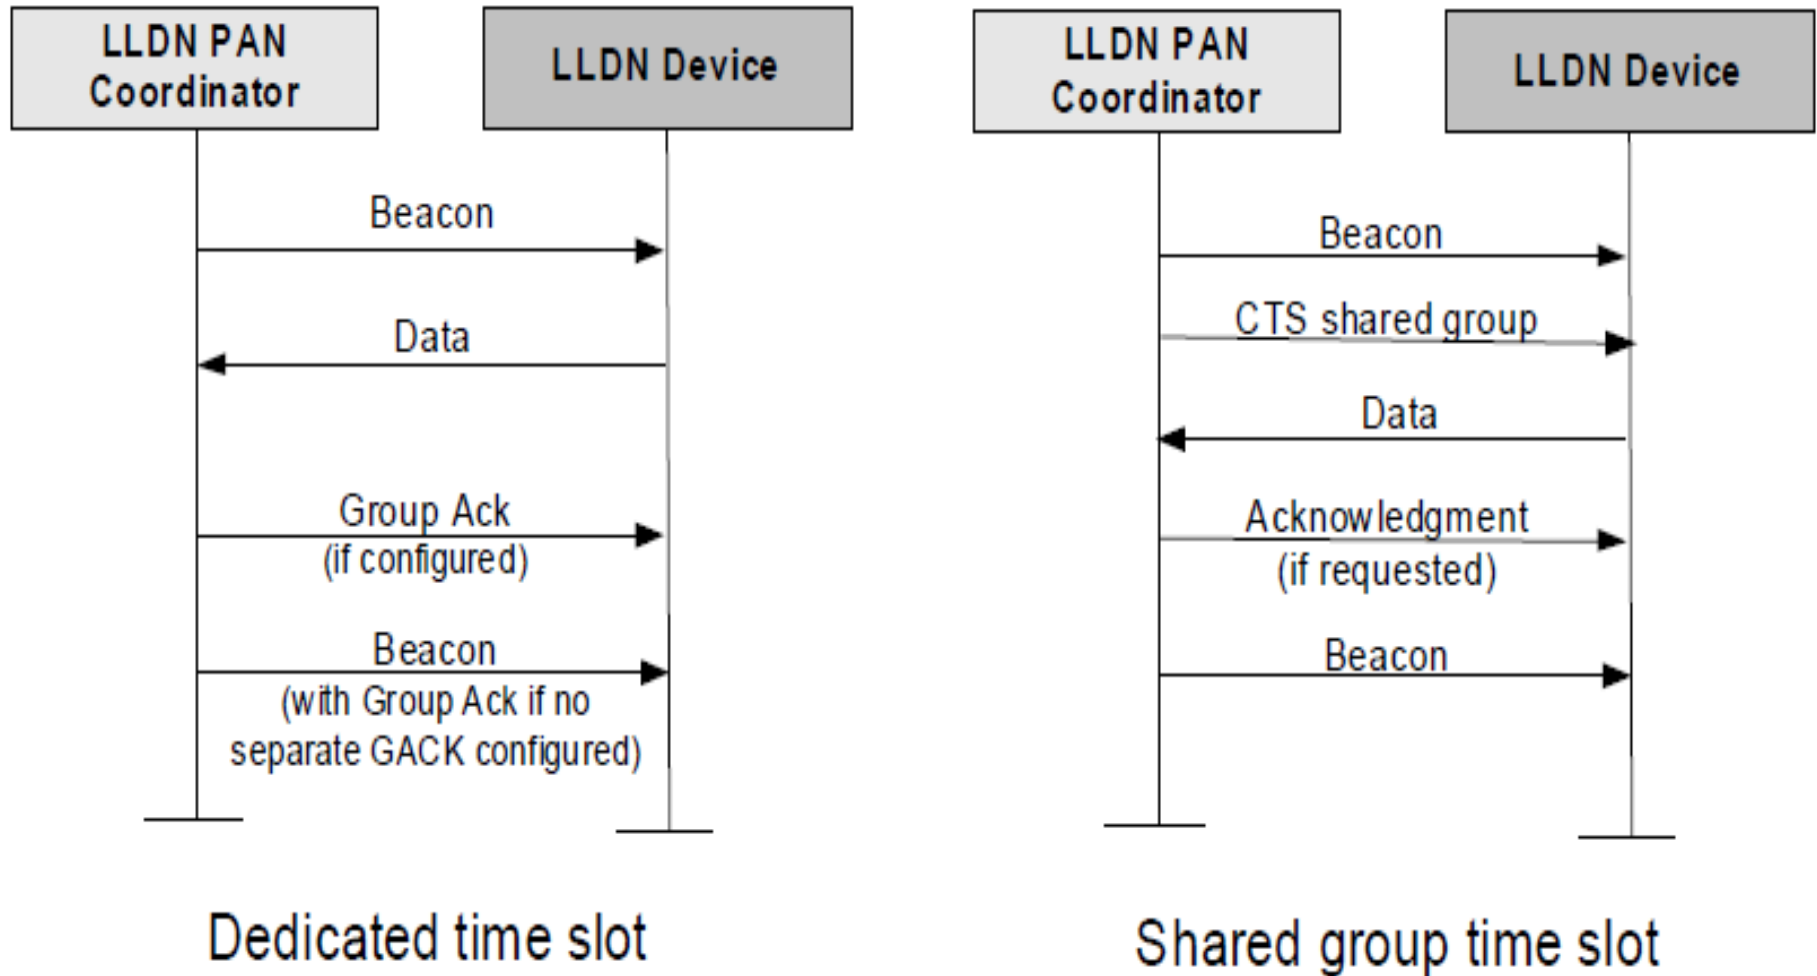 LLDN PAN
Coordinator
LLDN Device
Beacon
Data
Group Ack
(if configured)
Beacon
(with Group Ack if no
separate GACK configured)
Dedicated time slot
LLDN PAN
Coordinator
LLDN Device
Beacon
CTS shared group
Data
Acknowledgment
(if requested)
Beacon
Shared group time slot